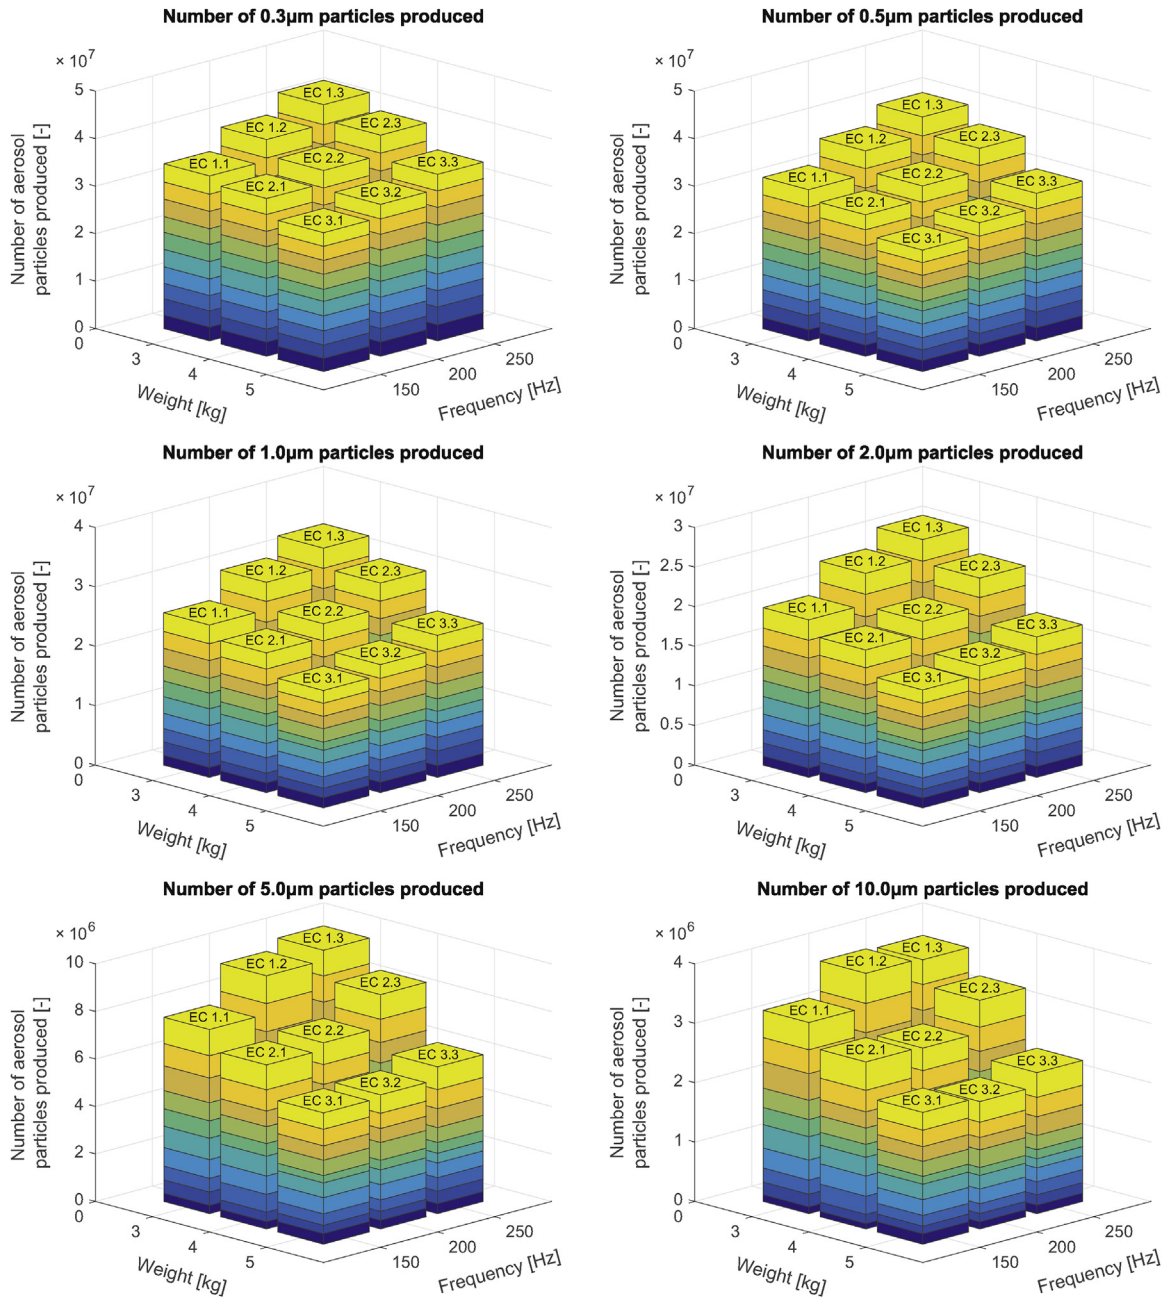 Number of 0.3µm particles produced
× 10^7
5
4
3
2
1
0
0
Number of aerosol
particles produced [-]
EC 1.3
EC 1.2
EC 2.3
EC 1.1
EC 2.2
EC 3.3
EC 2.1
EC 3.2
EC 3.1
3
4
5
Weight [kg]
150
200
250
Frequency [Hz]
Number of 0.5µm particles produced
× 10^7
5
4
3
2
1
0
0
Number of aerosol
particles produced [-]
EC 1.3
EC 1.2
EC 2.3
EC 1.1
EC 2.2
EC 3.3
EC 2.1
EC 3.2
EC 3.1
3
4
5
Weight [kg]
150
200
250
Frequency [Hz]
Number of 1.0µm particles produced
× 10^7
4
3
2
1
0
0
Number of aerosol
particles produced [-]
EC 1.3
EC 1.2
EC 2.3
EC 1.1
EC 2.2
EC 3.3
EC 2.1
EC 3.2
EC 3.1
3
4
5
Weight [kg]
150
200
250
Frequency [Hz]
Number of 2.0µm particles produced
× 10^7
3
2.5
2
1.5
1
0.5
0
0
Number of aerosol
particles produced [-]
EC 1.3
EC 1.2
EC 2.3
EC 1.1
EC 2.2
EC 3.3
EC 2.1
EC 3.2
EC 3.1
3
4
5
Weight [kg]
150
200
250
Frequency [Hz]
Number of 5.0µm particles produced
× 10^6
10
8
6
4
2
0
0
Number of aerosol
particles produced [-]
EC 1.3
EC 1.2
EC 2.3
EC 1.1
EC 2.2
EC 3.3
EC 2.1
EC 3.2
EC 3.1
3
4
5
Weight [kg]
150
200
250
Frequency [Hz]
Number of 10.0µm particles produced
× 10^6
4
3
2
1
0
0
Number of aerosol
particles produced [-]
EC 1.3
EC 1.2
EC 2.3
EC 1.1
EC 2.2
EC 3.3
EC 2.1
EC 3.2
EC 3.1
3
4
5
Weight [kg]
150
200
250
Frequency [Hz]